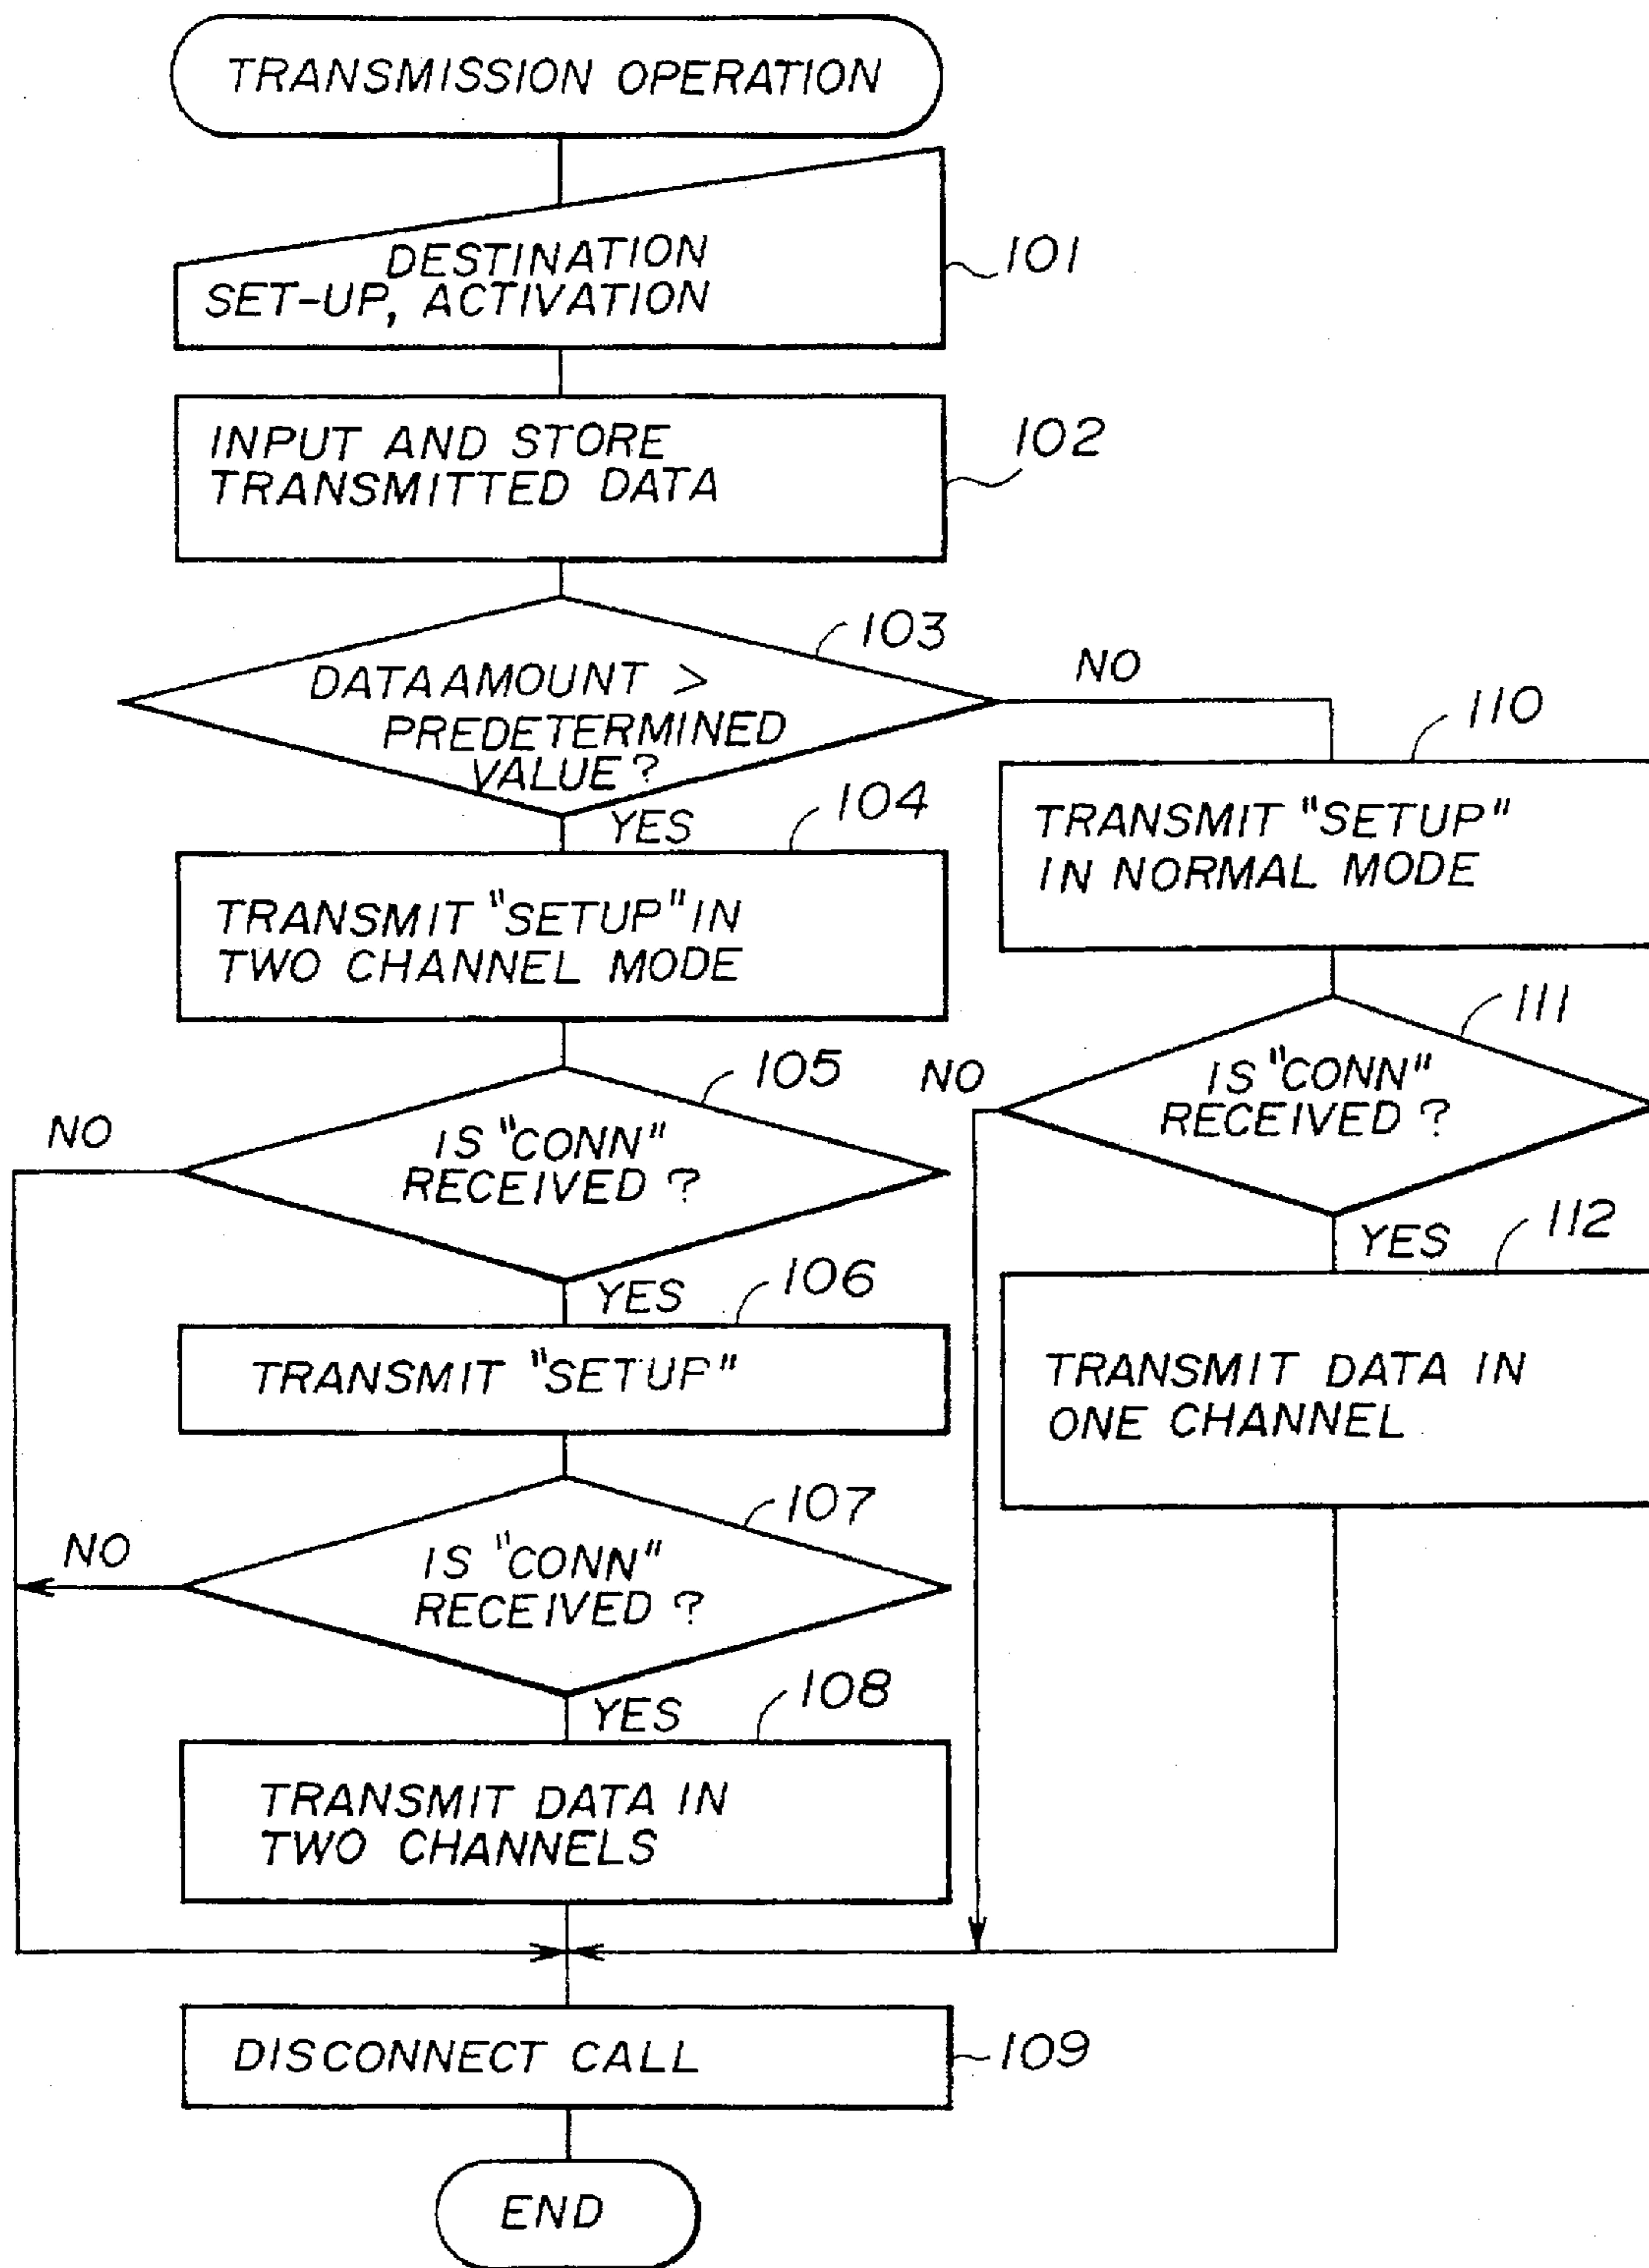 TRANSMISSION OPERATION
DESTINATION
SET-UP, ACTIVATION
101
INPUT AND STORE
TRANSMITTED DATA
102
DATA AMOUNT >
PREDETERMINED
VALUE?
103
NO
YES
104
TRANSMIT "SETUP" IN
TWO CHANNEL MODE
110
TRANSMIT "SETUP"
IN NORMAL MODE
105
NO
IS "CONN"
RECEIVED?
111
NO
IS "CONN"
RECEIVED?
YES
106
TRANSMIT "SETUP"
YES
112
TRANSMIT DATA IN
ONE CHANNEL
107
NO
IS "CONN"
RECEIVED?
YES
108
TRANSMIT DATA IN
TWO CHANNELS
DISCONNECT CALL
109
END